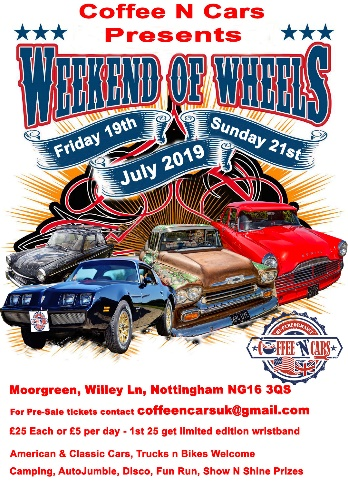 Coffee N Cars
Presents
WEEKEND OF WHEELS
Friday 19th
Sunday 21st
July 2019
COFFEE 'N CARS
Moorgreen, Willey Ln, Nottingham NG16 3QS
For Pre-Sale tickets contact coffeencarsuk@gmail.com
£25 Each or £5 per day - 1st 25 get limited edition wristband
American & Classic Cars, Trucks n Bikes Welcome
Camping, AutoJumble, Disco, Fun Run, Show N Shine Prizes